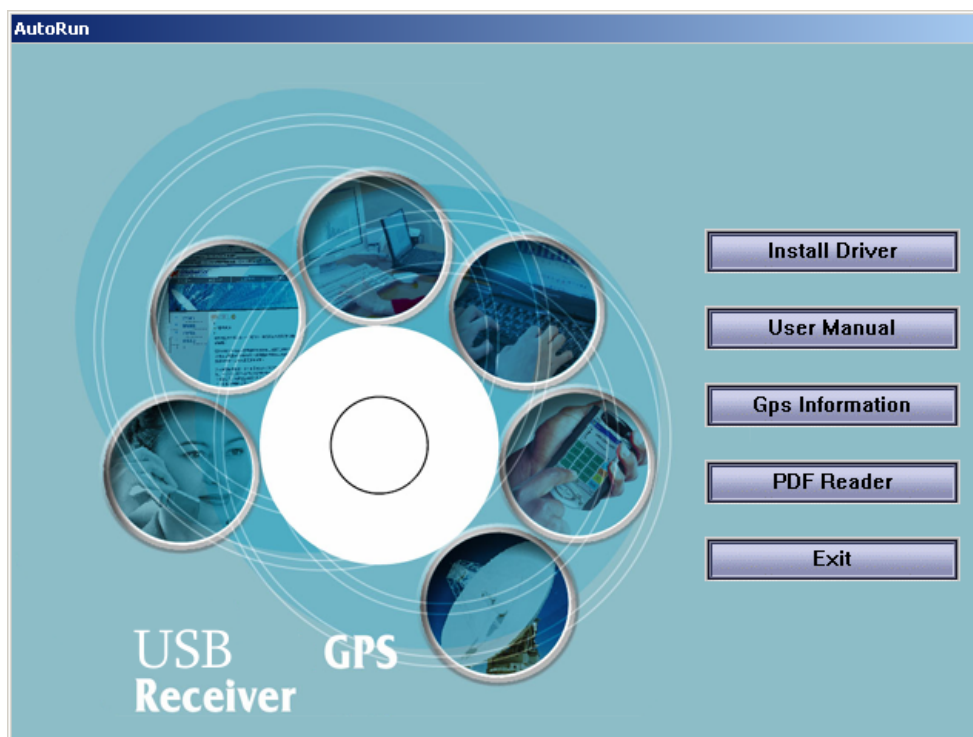 AutoRun
Install Driver
User Manual
Gps Information
PDF Reader
Exit
USB GPS
Receiver